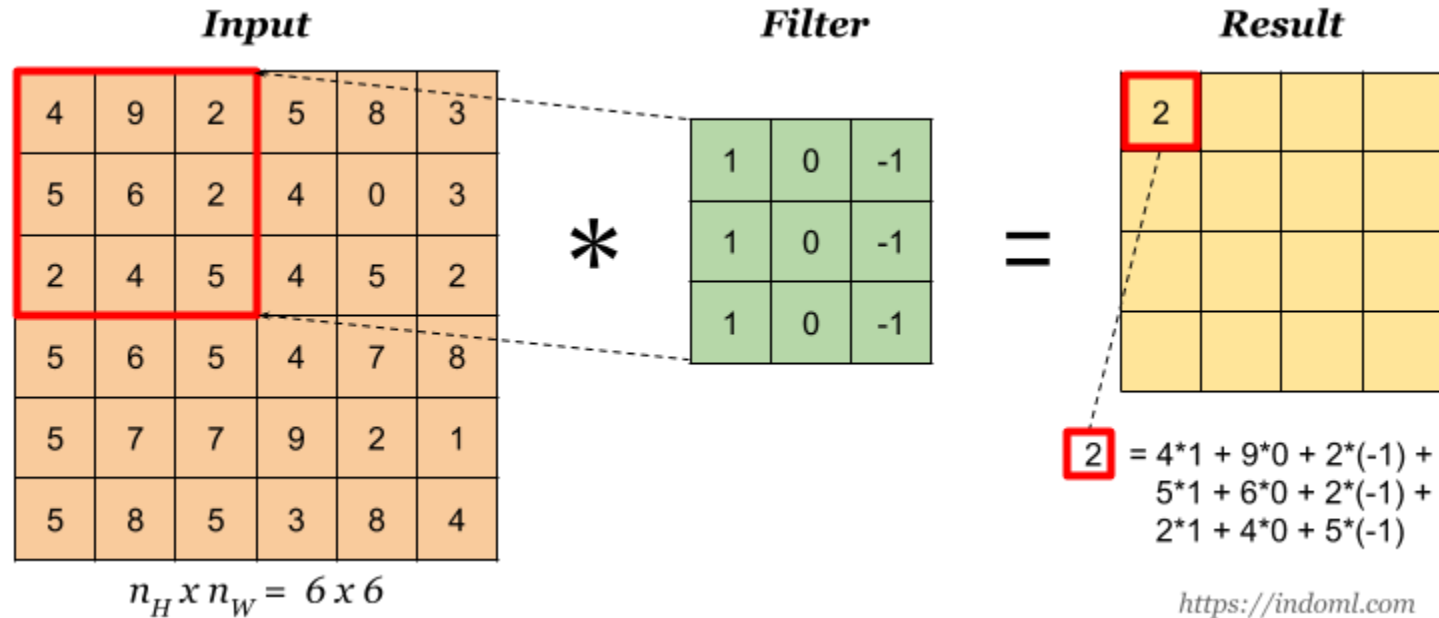 Input
Filter
Result
4 9 2 5 8 3
5 6 2 4 0 3
2 4 5 4 5 2
5 6 5 4 7 8
5 7 7 9 2 1
5 8 5 3 8 4
n_H x n_W = 6 x 6
*
1 0 -1
1 0 -1
1 0 -1
=
2
2 = 4*1 + 9*0 + 2*(-1) +
5*1 + 6*0 + 2*(-1) +
2*1 + 4*0 + 5*(-1)
https://indoml.com